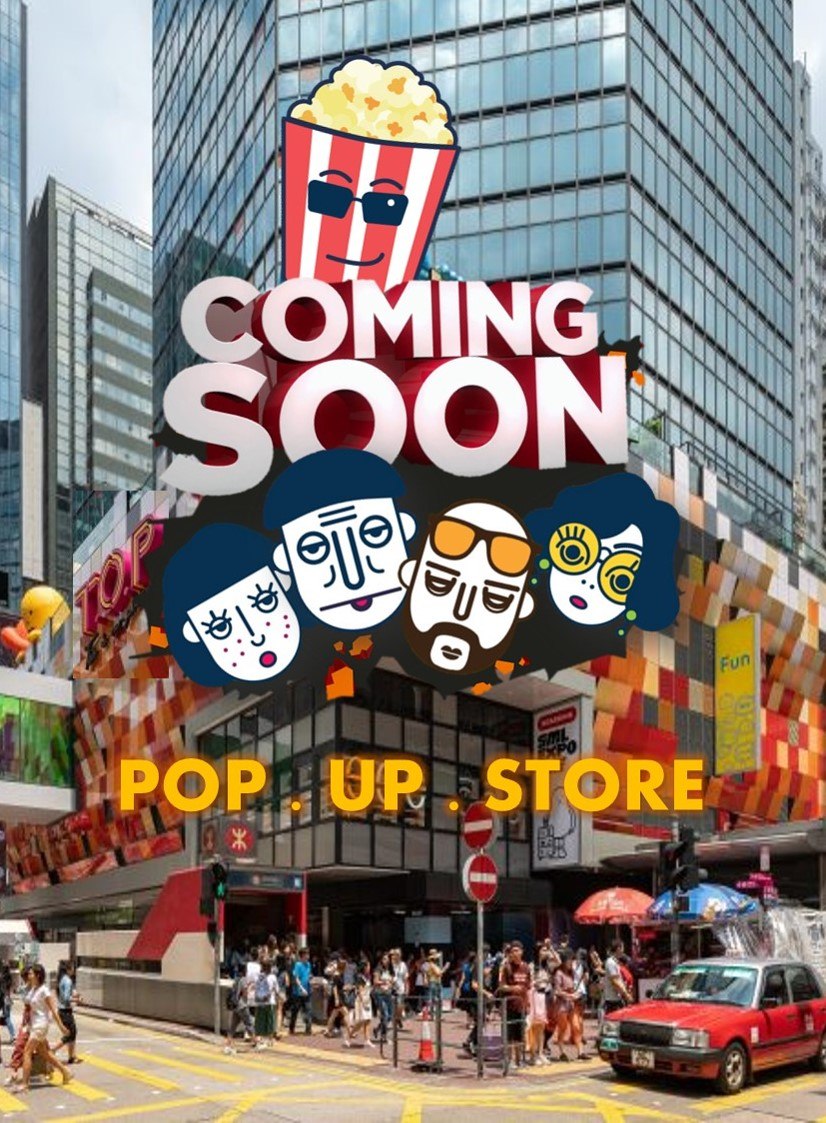 COMING
SOON
TOP
Fun
POP . UP . STORE